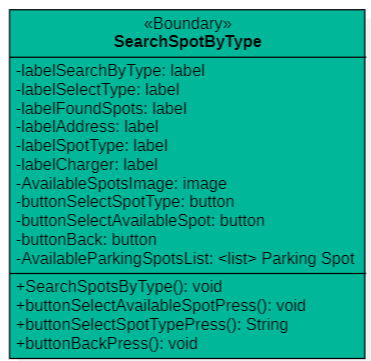 «Boundary»
SearchSpotByType
-labelSearchByType: label
-labelSelectType: label
-labelFoundSpots: label
-labelAddress: label
-labelSpotType: label
-labelCharger: label
-AvailableSpotsImage: image
-buttonSelectSpotType: button
-buttonSelectAvailableSpot: button
-buttonBack: button
-AvailableParkingSpotsList: <list> Parking Spot
+SearchSpotsByType(): void
+buttonSelectAvailableSpotPress(): void
+buttonSelectSpotTypePress(): String
+buttonBackPress(): void